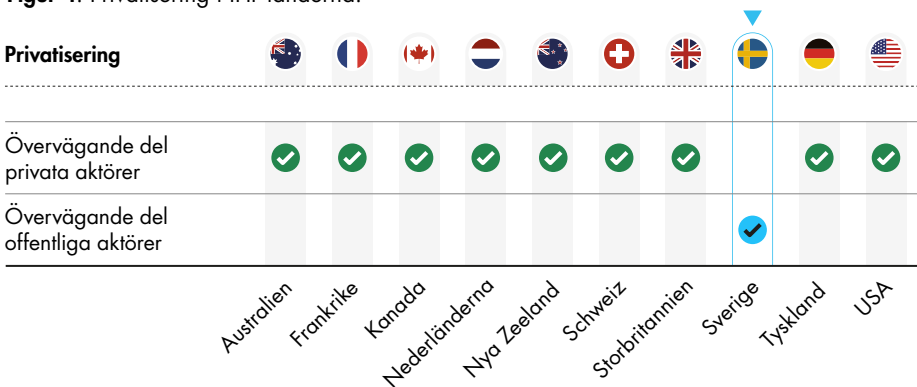 Privatisering
Övervägande del
privata aktörer
Övervägande del
offentliga aktörer
Australien
Frankrike
Kanada
Nederländerna
Nya Zeeland
Schweiz
Storbritannien
Sverige
Tyskland
USA